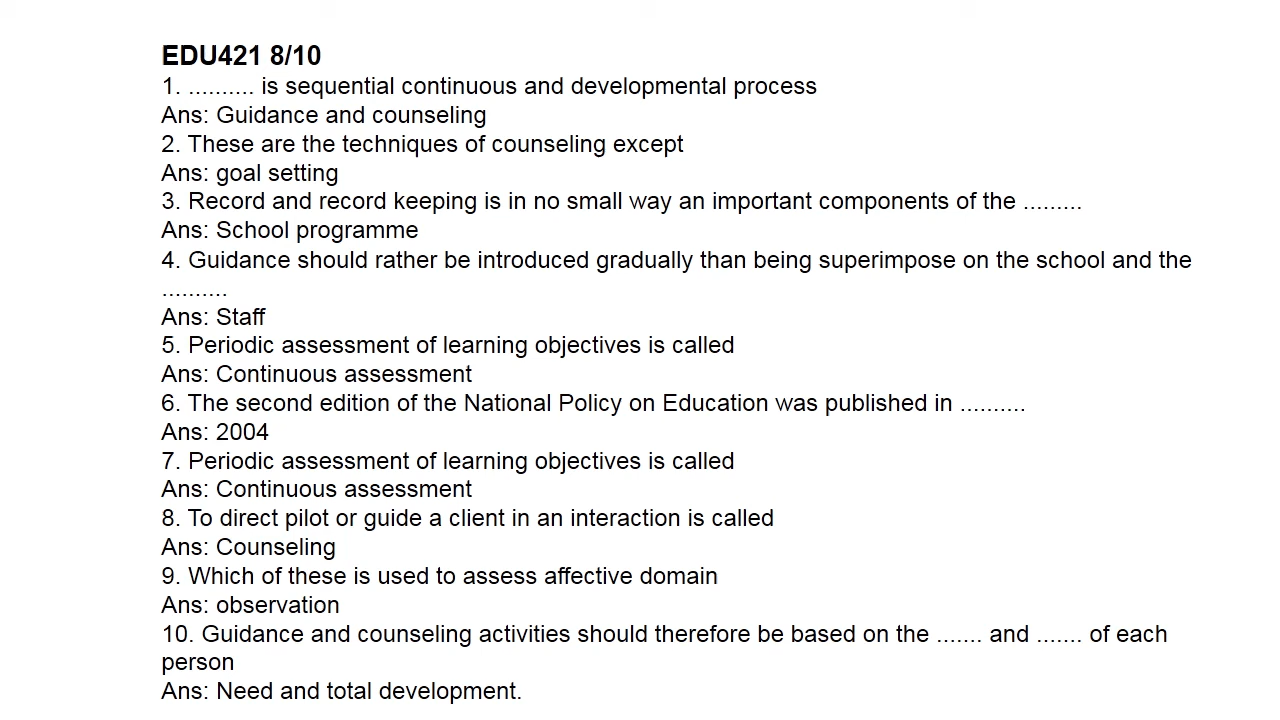 EDU421 8/10
1. .......... is sequential continuous and developmental process
Ans: Guidance and counseling
2. These are the techniques of counseling except
Ans: goal setting
3. Record and record keeping is in no small way an important components of the .........
Ans: School programme
4. Guidance should rather be introduced gradually than being superimpose on the school and the
..........
Ans: Staff
5. Periodic assessment of learning objectives is called
Ans: Continuous assessment
6. The second edition of the National Policy on Education was published in ..........
Ans: 2004
7. Periodic assessment of learning objectives is called
Ans: Continuous assessment
8. To direct pilot or guide a client in an interaction is called
Ans: Counseling
9. Which of these is used to assess affective domain
Ans: observation
10. Guidance and counseling activities should therefore be based on the ....... and ....... of each
person
Ans: Need and total development.